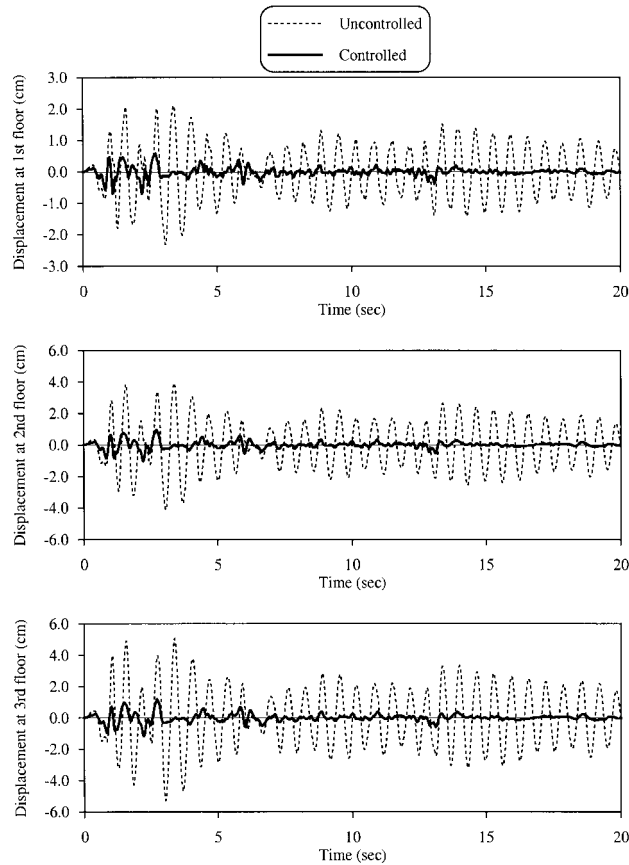 Uncontrolled
Controlled
Displacement at 1st floor (cm)
3.0
2.0
1.0
0.0
-1.0
-2.0
-3.0
0 5 10 15 20
Time (sec)
Displacement at 2nd floor (cm)
6.0
4.0
2.0
0.0
-2.0
-4.0
-6.0
0 5 10 15 20
Time (sec)
Displacement at 3rd floor (cm)
6.0
4.0
2.0
0.0
-2.0
-4.0
-6.0
0 5 10 15 20
Time (sec)